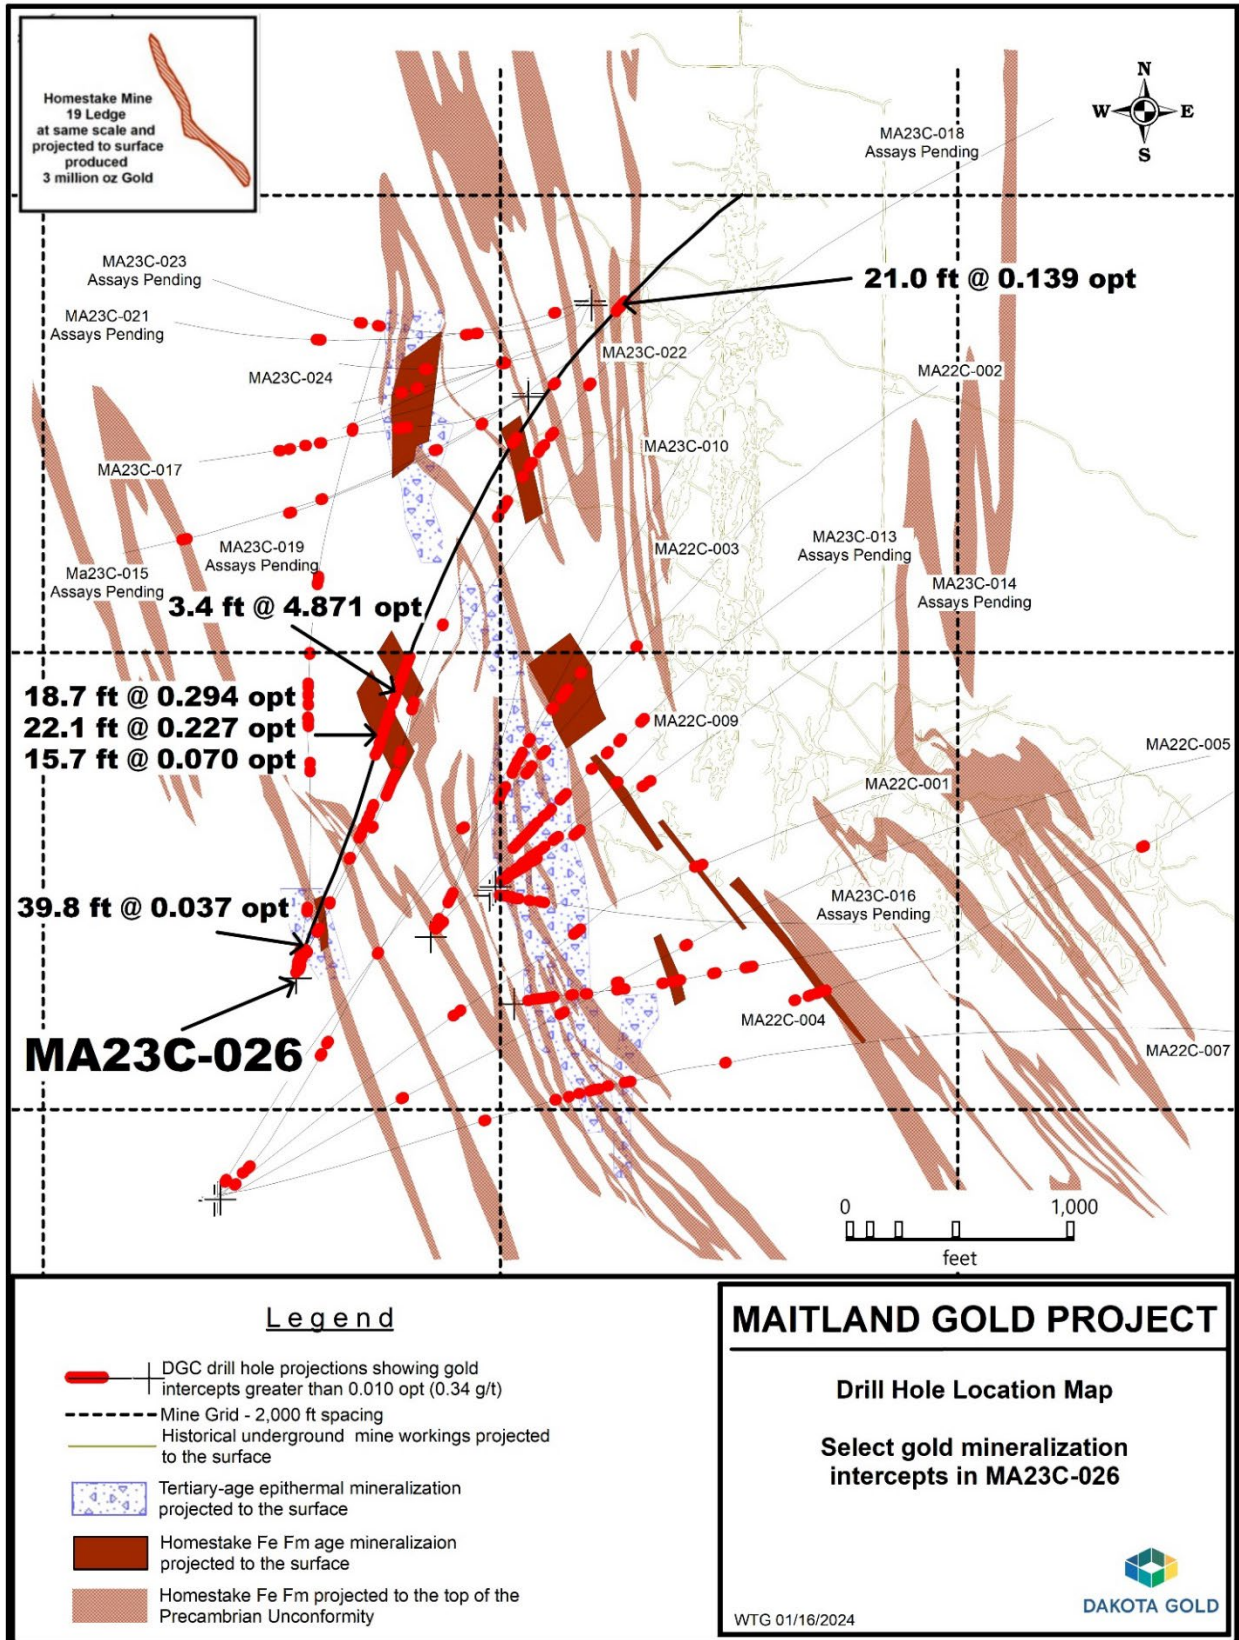 Homestake Mine
19 Ledge
at same scale and
projected to surface
produced
3 million oz Gold
N
W
E
S
MA23C-018
Assays Pending
MA23C-023
Assays Pending
21.0 ft @ 0.139 opt
MA23C-021
Assays Pending
MA23C-022
MA22C-002
MA23C-024
MA23C-010
MA23C-017
MA23C-013
Assays Pending
MA23C-019
Assays Pending
MA22C-003
Ma23C-015
Assays Pending
MA23C-014
Assays Pending
3.4 ft @ 4.871 opt
18.7 ft @ 0.294 opt
22.1 ft @ 0.227 opt
15.7 ft @ 0.070 opt
MA22C-009
MA22C-005
MA22C-001
39.8 ft @ 0.037 opt
MA23C-016
Assays Pending
MA22C-004
MA23C-026
MA22C-007
0
1,000
feet
Legend
DGC drill hole projections showing gold
intercepts greater than 0.010 opt (0.34 g/t)
Mine Grid - 2,000 ft spacing
Historical underground mine workings projected
to the surface
Tertiary-age epithermal mineralization
projected to the surface
Homestake Fe Fm age mineralizaion
projected to the surface
Homestake Fe Fm projected to the top of the
Precambrian Unconformity
MAITLAND GOLD PROJECT
Drill Hole Location Map
Select gold mineralization
intercepts in MA23C-026
WTG 01/16/2024
DAKOTA GOLD